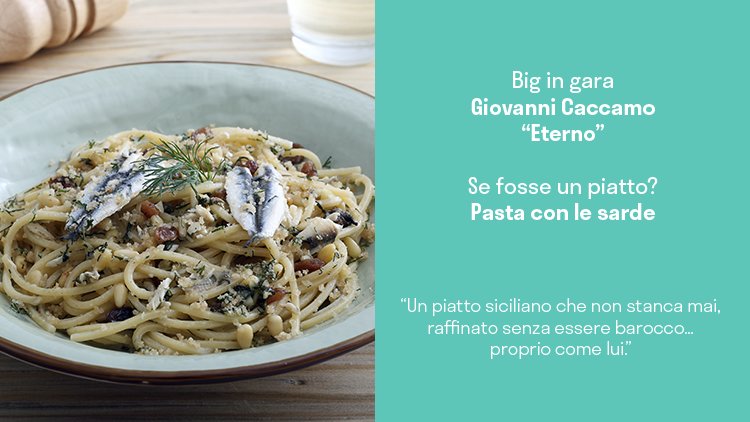 Big in gara
Giovanni Caccamo
“Eterno”
Se fosse un piatto?
Pasta con le sarde
“Un piatto siciliano che non stanca mai,
raffinato senza essere barocco...
proprio come lui.”